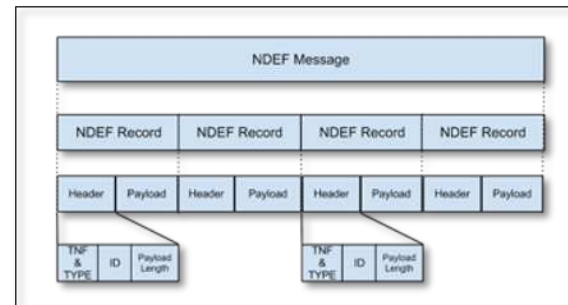 NDEF Message
NDEF Record NDEF Record NDEF Record NDEF Record
Header Payload Header Payload Header Payload Header Payload
TNF & TYPE ID Payload Length TNF & TYPE ID Payload Length